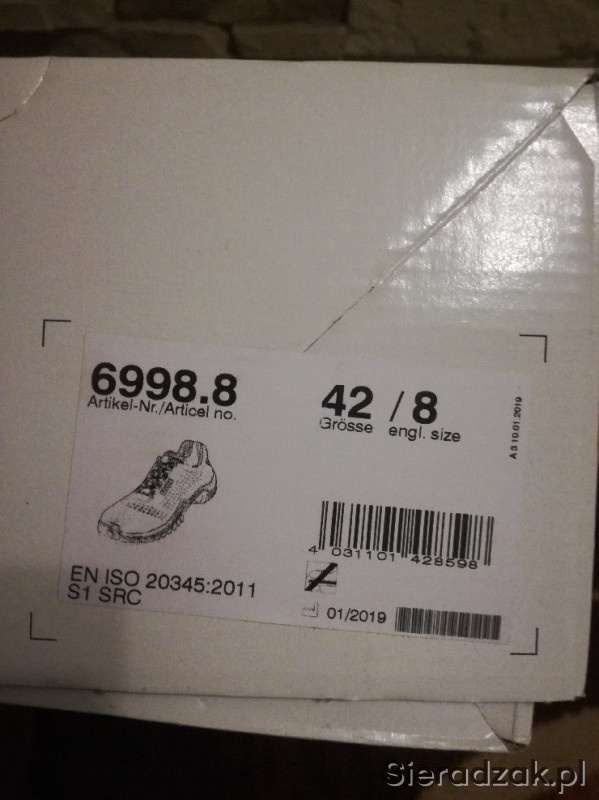 6998.8
Artikel-Nr./Articel no.
42 / 8
Grösse engl. size
A 3 10.01.2019
4 031101 428598
EN ISO 20345:2011
S1 SRC
01/2019
Sieradzak.pl